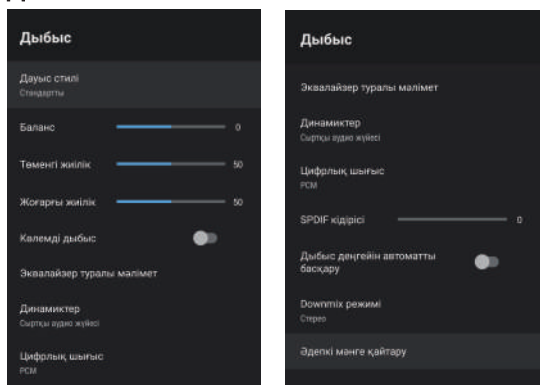 Дыбыс
Дауыс стилі
Стандартты
Баланс 0
Төменгі жиілік 50
Жоғарғы жиілік 50
Көлемді дыбыс
Эквалайзер туралы мәлімет
Динамиктер
Сыртқы аудио жүйесі
Цифрлық шығыс
PCM
Дыбыс
Эквалайзер туралы мәлімет
Динамиктер
Сыртқы аудио жүйесі
Цифрлық шығыс
PCM
SPDIF кідірісі 0
Дыбыс деңгейін автоматты
басқару
Downmix режимі
Стерео
Әдепкі мәнге қайтару